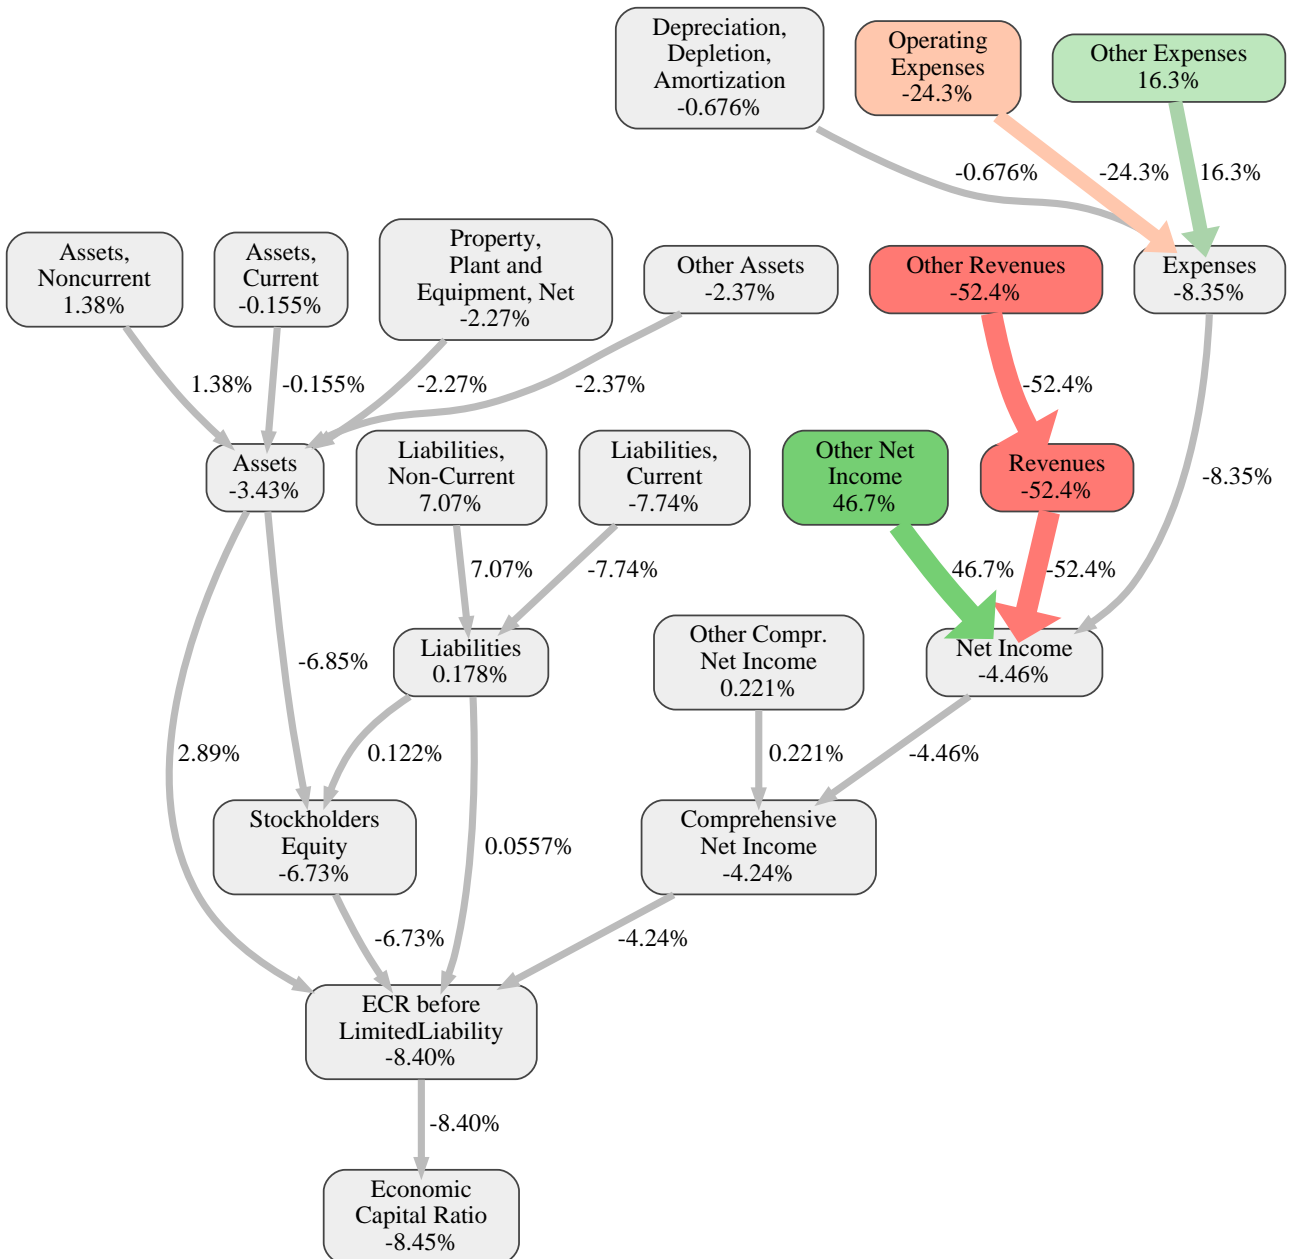 Depreciation,
Depletion,
Amortization
-0.676%
Operating
Expenses
-24.3%
Other Expenses
16.3%
-0.676%
-24.3%
16.3%
Assets,
Noncurrent
1.38%
Assets,
Current
-0.155%
Property,
Plant and
Equipment, Net
-2.27%
Other Assets
-2.37%
Other Revenues
-52.4%
Expenses
-8.35%
1.38%
-0.155%
-2.27%
-2.37%
-52.4%
Assets
-3.43%
Liabilities,
Non-Current
7.07%
Liabilities,
Current
-7.74%
Other Net
Income
46.7%
Revenues
-52.4%
-8.35%
7.07%
-7.74%
46.7%
-52.4%
-6.85%
Liabilities
0.178%
Other Compr.
Net Income
0.221%
Net Income
-4.46%
2.89%
0.122%
0.221%
-4.46%
Stockholders
Equity
-6.73%
0.0557%
Comprehensive
Net Income
-4.24%
-6.73%
-4.24%
ECR before
LimitedLiability
-8.40%
-8.40%
Economic
Capital Ratio
-8.45%